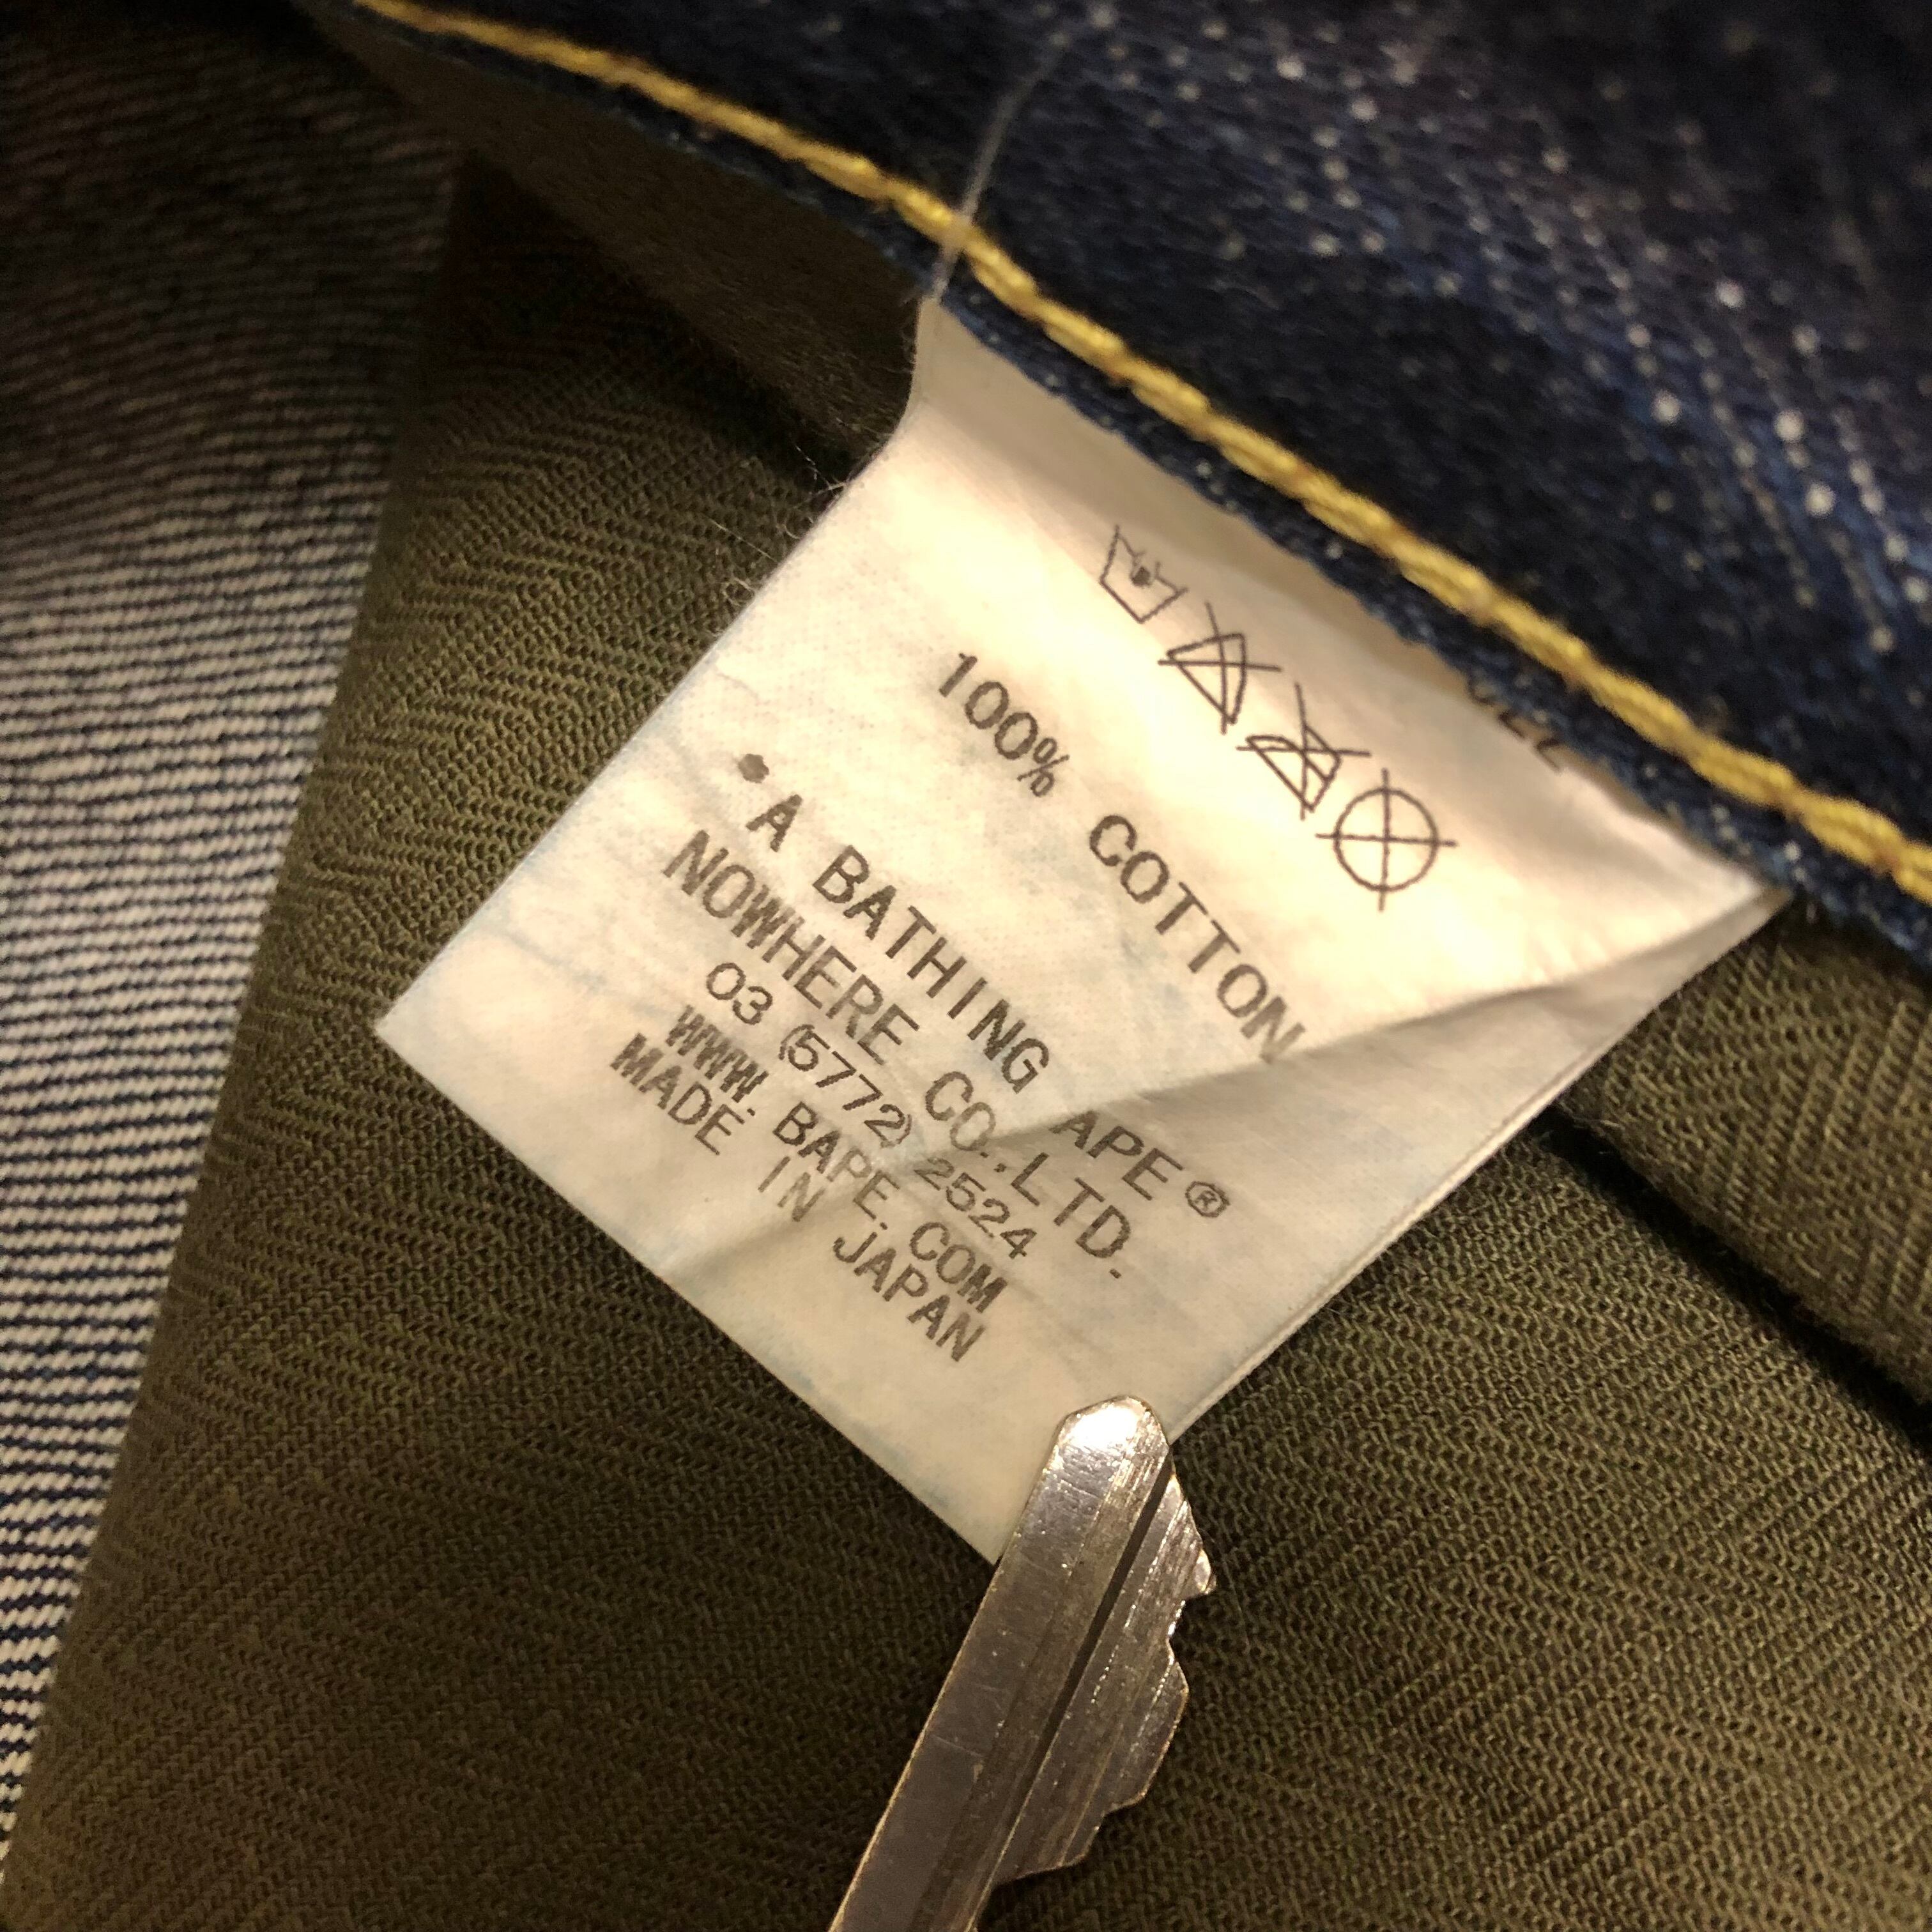 100% COTTON
•A BATHING APE®
NOWHERE CO.,LTD.
03 (5772) 2524
WWW. BAPE. COM
MADE IN JAPAN